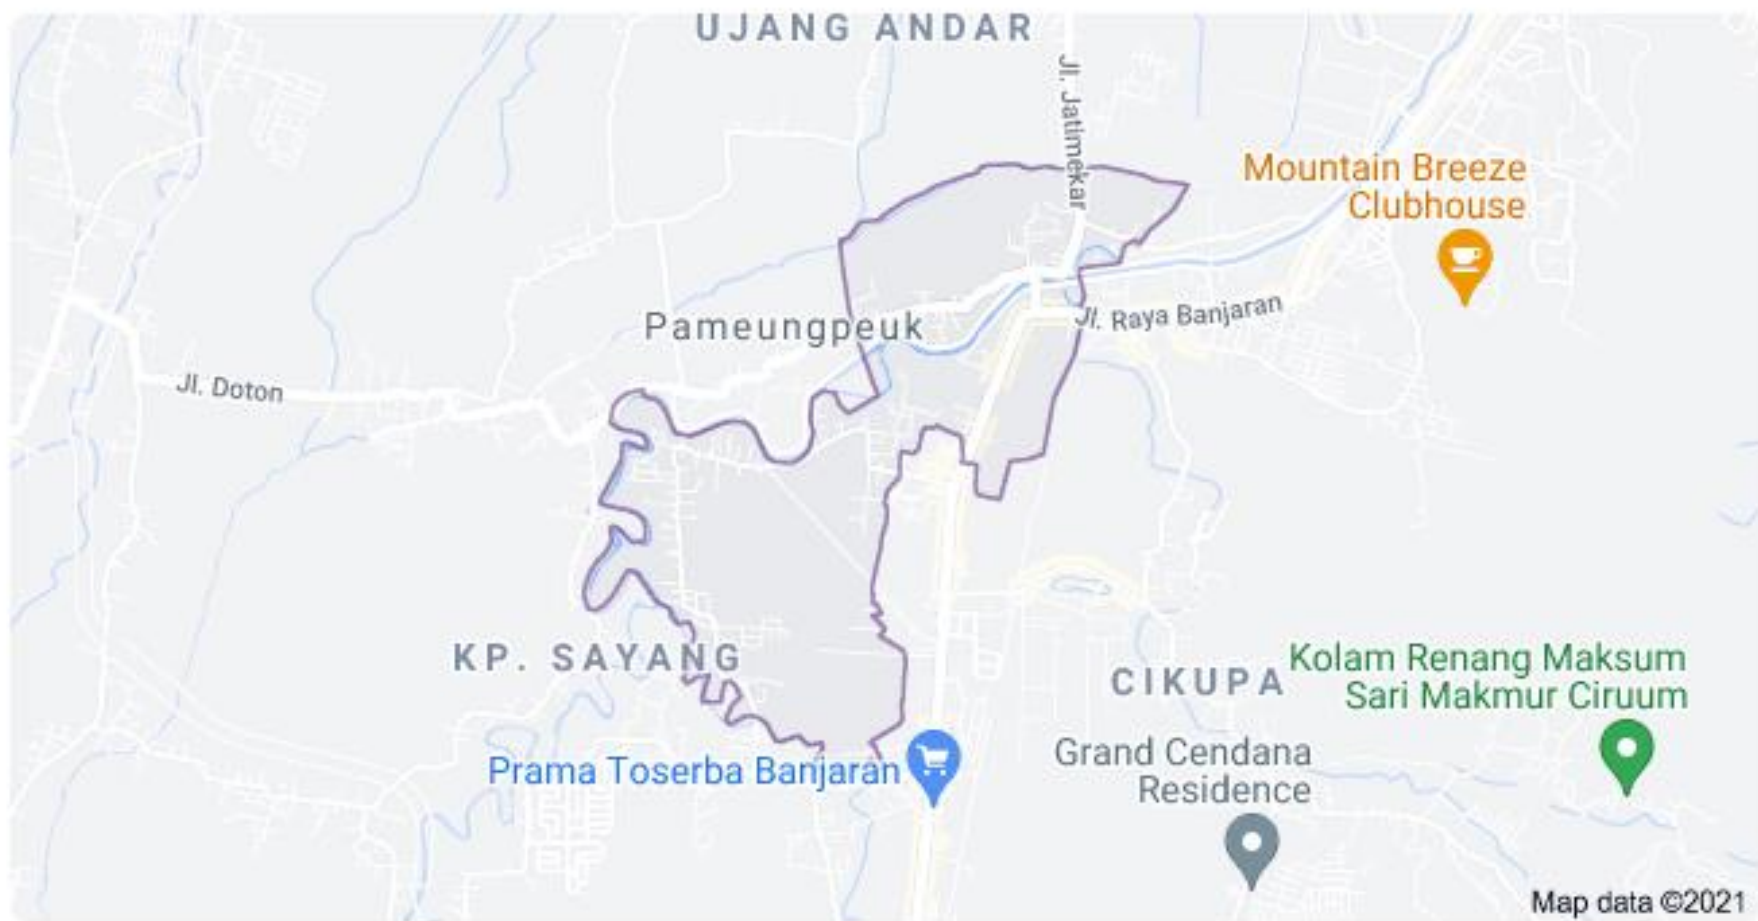 UJANG ANDAR
Jl. Jatimekar
Mountain Breeze
Clubhouse
Jl. Raya Banjaran
Pameungpeuk
Jl. Doton
KP. SAYANG
CIKUPA
Kolam Renang Maksum
Sari Makmur Ciruum
Prama Toserba Banjaran
Grand Cendana
Residence
Map data ©2021